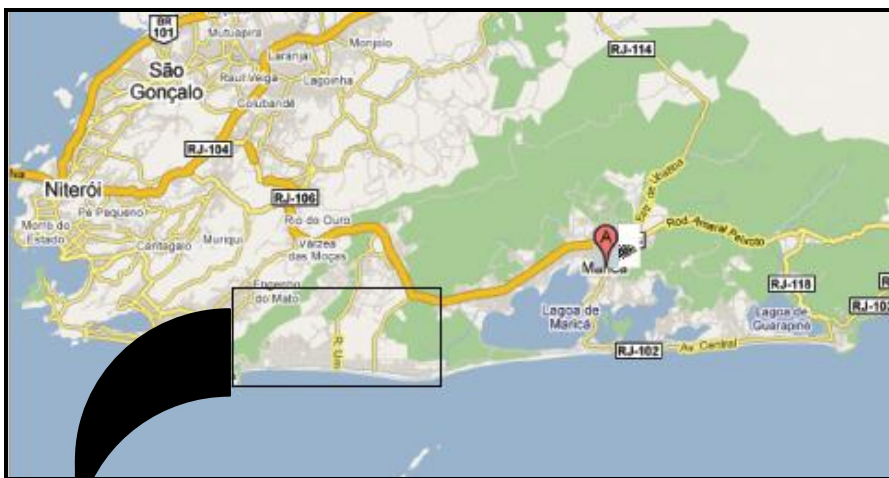 BR
101
Mutuapira
Monjolo
RJ-114
São
Gonçalo
Laranjal
Raul Veiga
Lagoinha
Colubandê
RJ-104
Niterói
RJ-106
Pé Pequeno
Rio do Ouro
Morro do
Estado
Cantagalo
Muriqui
Várzea
das Moças
Rod. Amaral Peixoto
A
Maricá
Engenho
do Mato
RJ-118
R. Um
Lagoa de
Maricá
Lagoa de
Guarapina
RJ-102
Av. Central